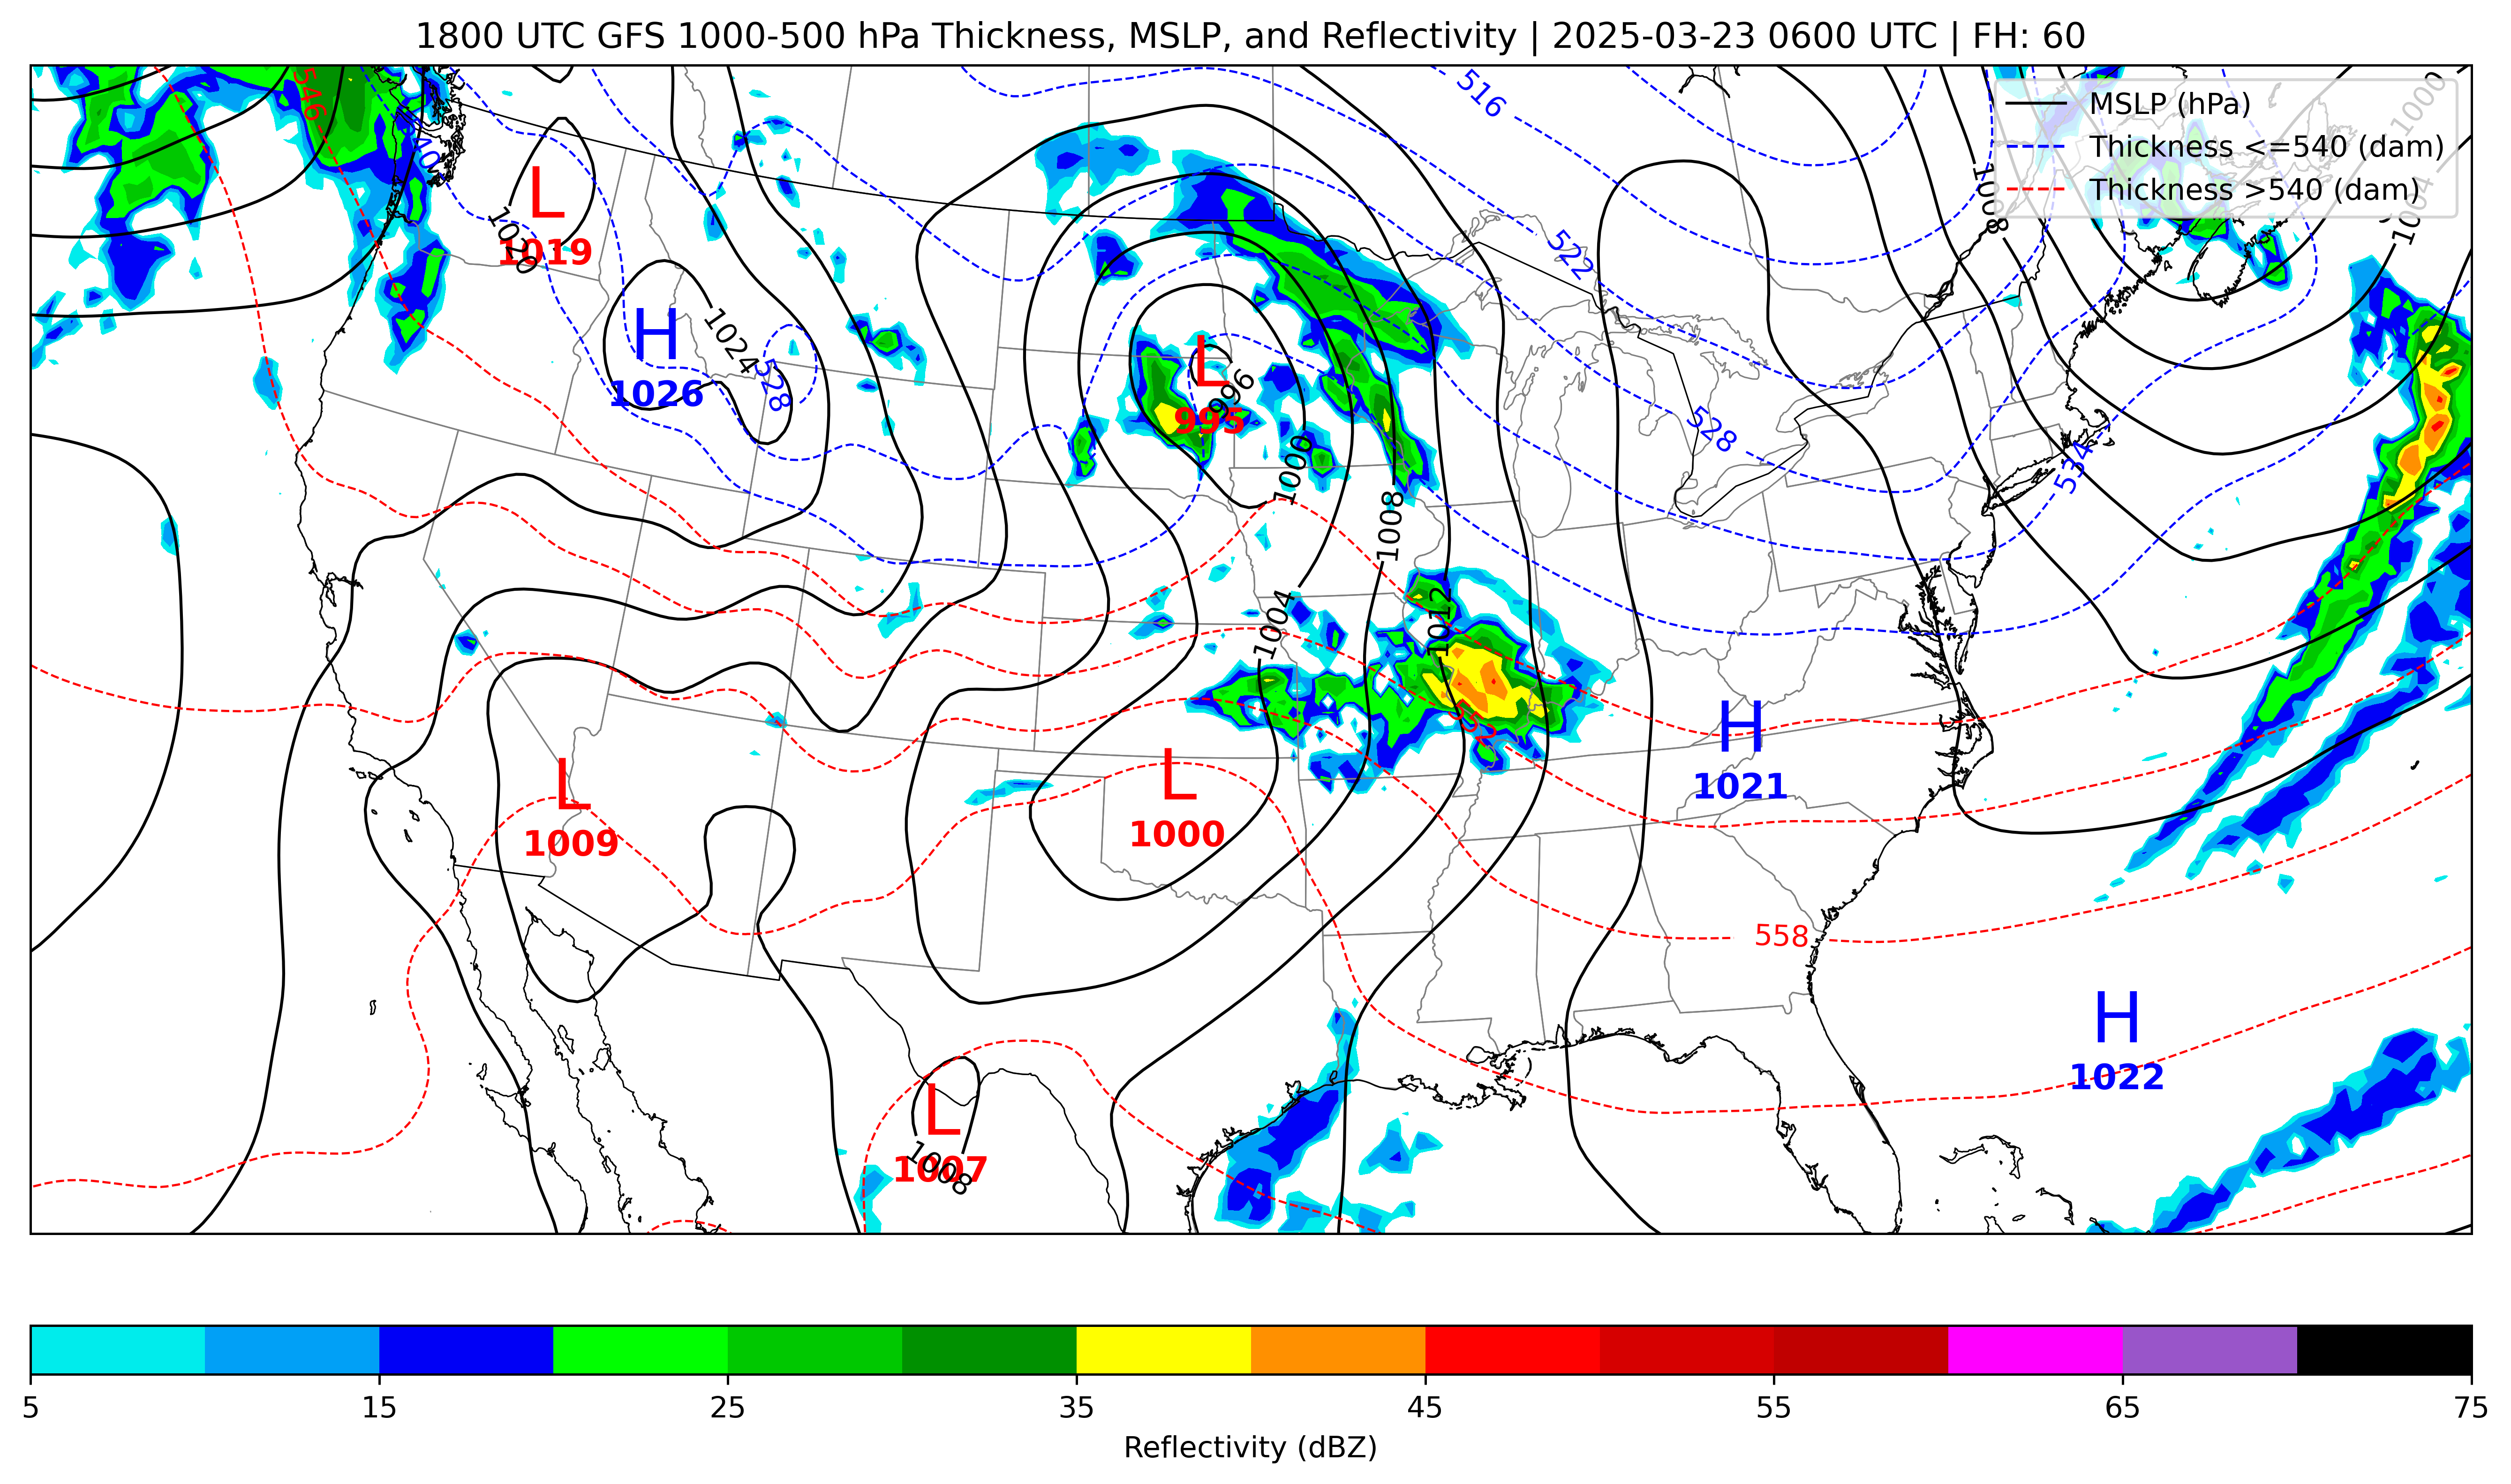 1800 UTC GFS 1000-500 hPa Thickness, MSLP, and Reflectivity | 2025-03-23 0600 UTC | FH: 60
MSLP (hPa)
Thickness <=540 (dam)
Thickness >540 (dam)
546
540
516
1000
1008
1004
L
1019
1020
522
H
1026
1024
528
L
995
996
528
534
1000
1008
1004
1012
552
H
1021
L
1009
L
1000
558
H
1022
L
1007
1008
5 15 25 35 45 55 65 75
Reflectivity (dBZ)